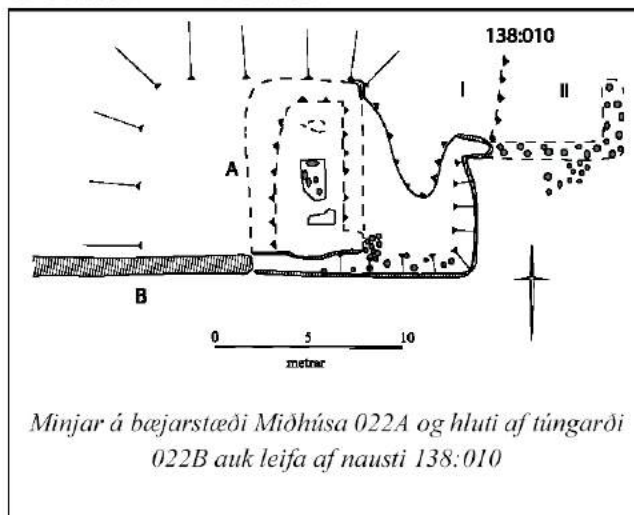 138:010
I II
A
B
0 5 10
metrar
Minjar á bæjarstæði Miðhúsa 022A og hluti af túngarði
022B auk leifa af nausti 138:010